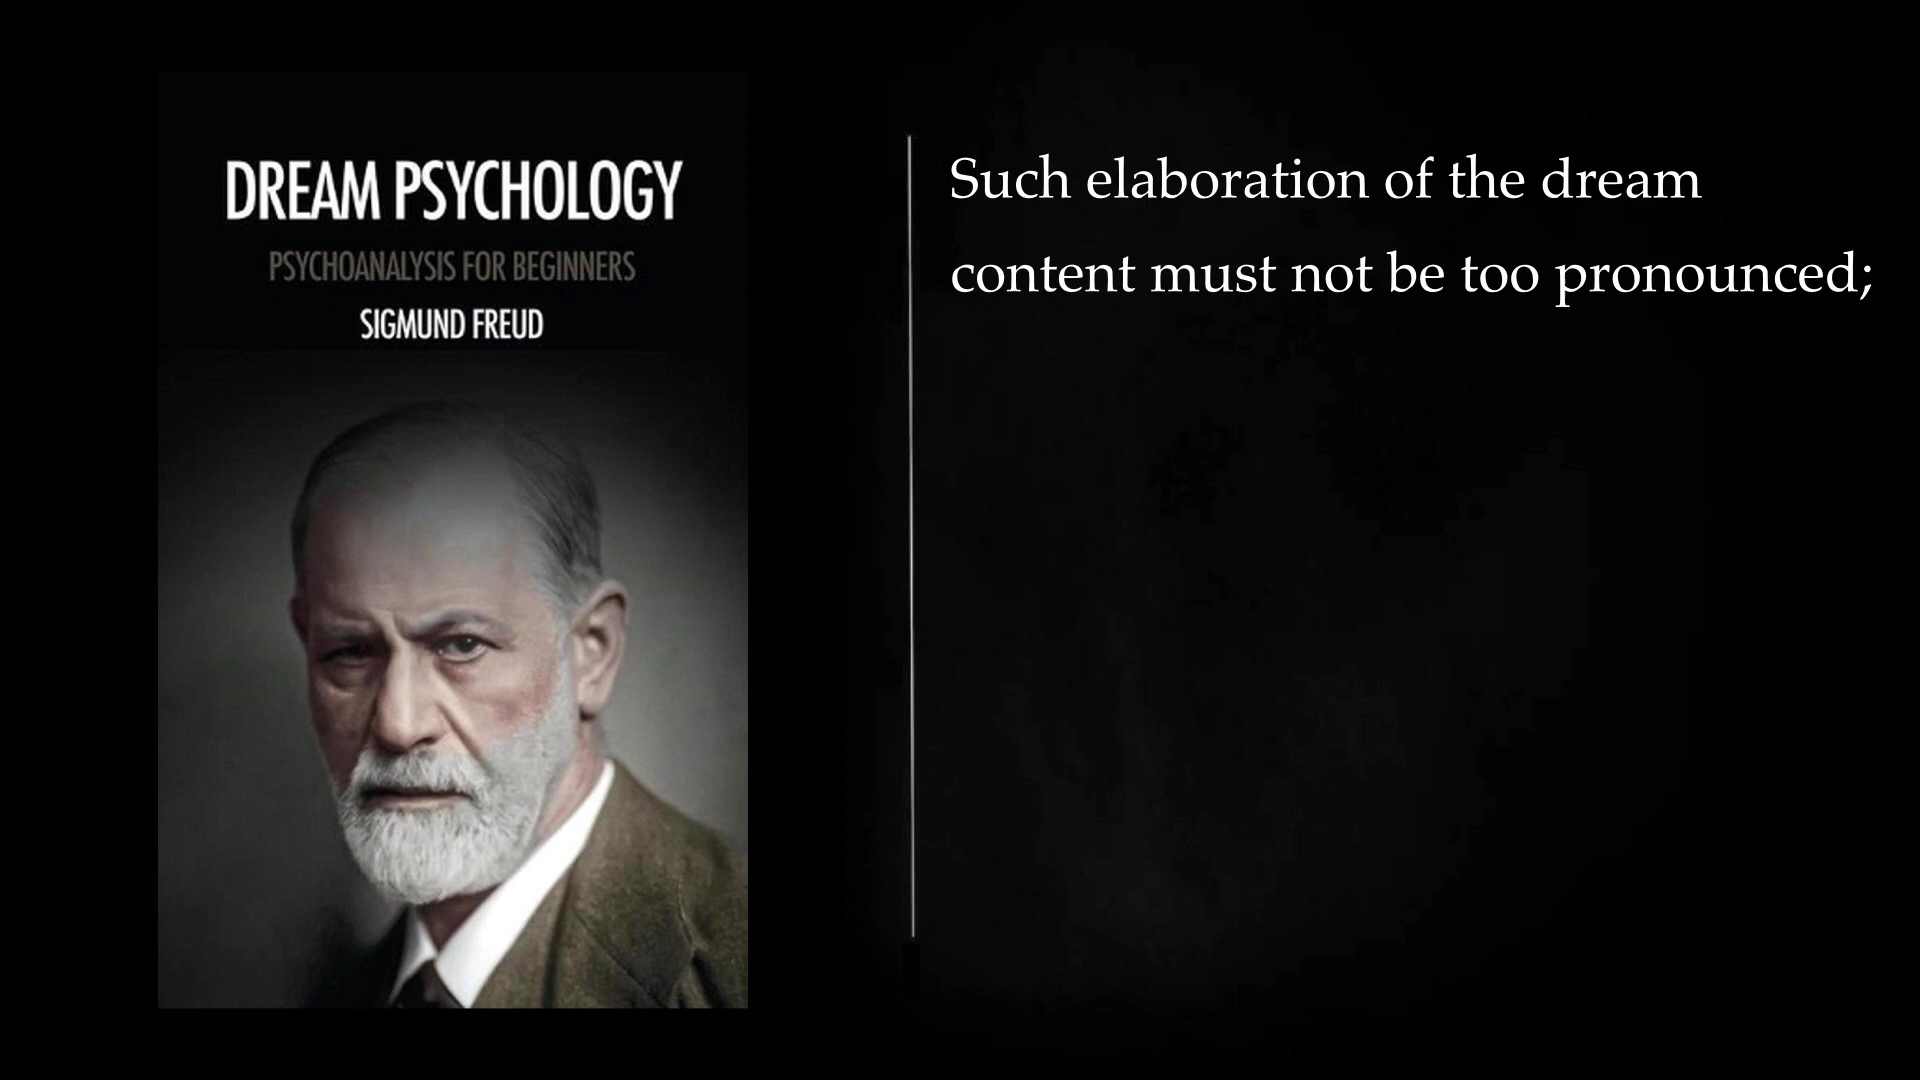 DREAM PSYCHOLOGY
PSYCHOANALYSIS FOR BEGINNERS
SIGMUND FREUD
Such elaboration of the dream
content must not be too pronounced;